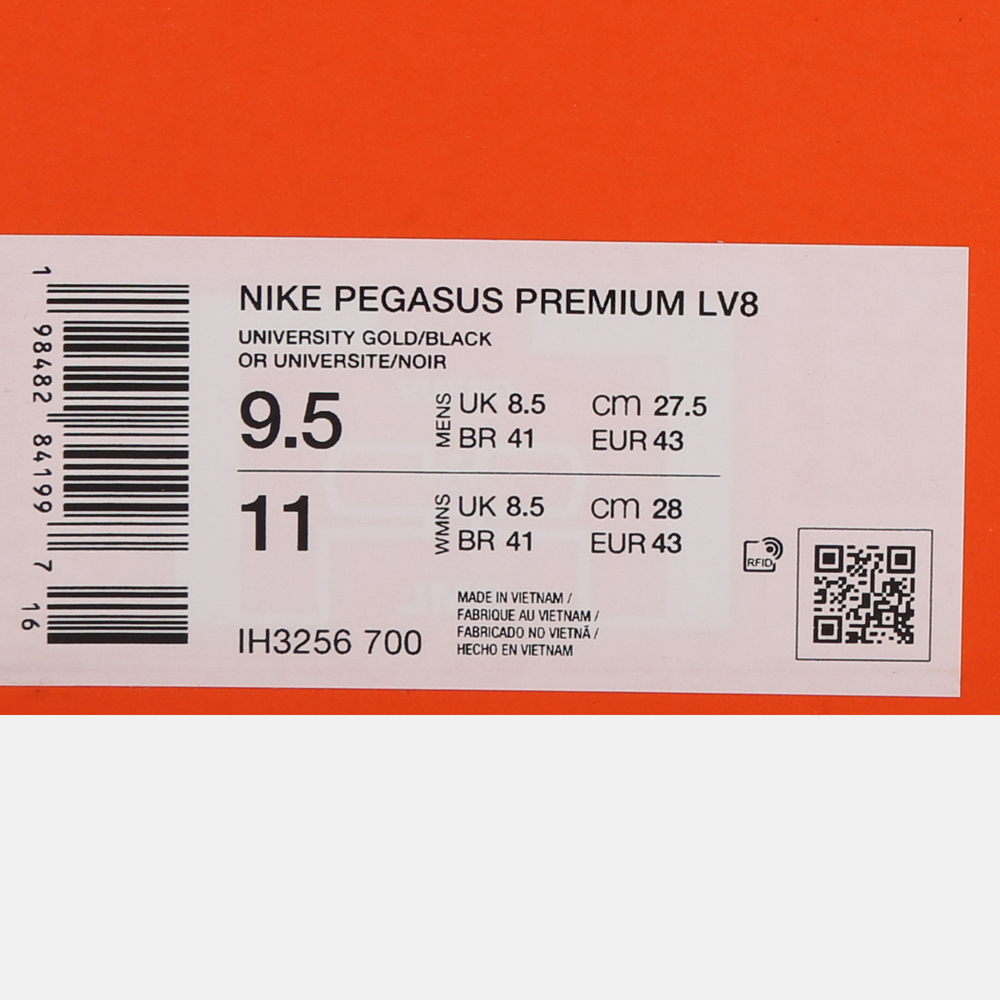 NIKE PEGASUS PREMIUM LV8
UNIVERSITY GOLD/BLACK
OR UNIVERSITE/NOIR
9.5
MENS
UK 8.5 cm 27.5
BR 41 EUR 43
11
WMNS
UK 8.5 cm 28
BR 41 EUR 43
IH3256 700
MADE IN VIETNAM /
FABRIQUE AU VIETNAM /
FABRICADO NO VIETNÃ /
HECHO EN VIETNAM
RFID
1 98482 84199 7 16